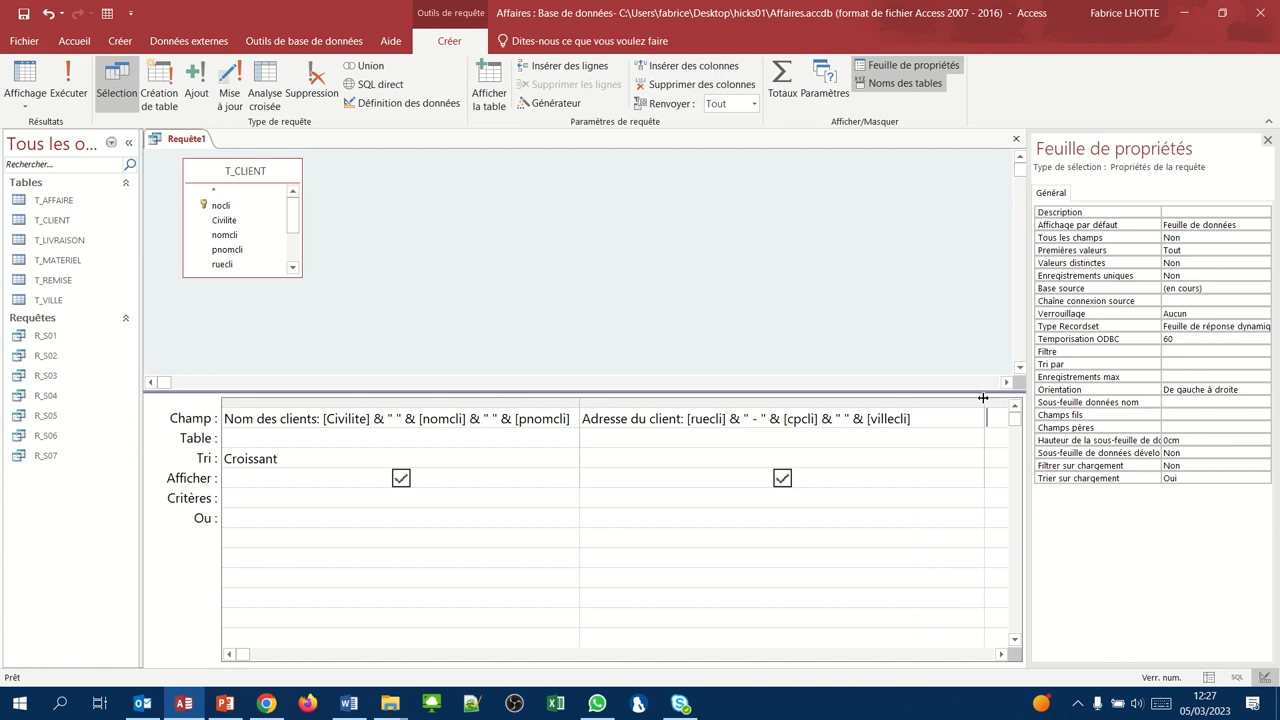 Outils de requête
Affaires : Base de données- C:\Users\fabrice\Desktop\hicks01\Affaires.accdb (format de fichier Access 2007 - 2016) - Access
Fabrice LHOTTE
Fichier
Accueil
Créer
Données externes
Outils de base de données
Aide
Créer
Dites-nous ce que vous voulez faire
Affichage
Exécuter
Résultats
Sélection
Création de table
Ajout
Mise à jour
Analyse croisée
Suppression
Union
SQL direct
Définition des données
Type de requête
Afficher la table
Insérer des lignes
Supprimer les lignes
Générateur
Insérer des colonnes
Supprimer des colonnes
Renvoyer : Tout
Paramètres de requête
Totaux
Paramètres
Feuille de propriétés
Noms des tables
Afficher/Masquer
Tous les o...
Rechercher...
Tables
T_AFFAIRE
T_CLIENT
T_LIVRAISON
T_MATERIEL
T_REMISE
T_VILLE
Requêtes
R_S01
R_S02
R_S03
R_S04
R_S05
R_S06
R_S07
Requête1
T_CLIENT
*
nocli
Civilite
nomcli
pnomcli
ruecli
Champ : Nom des clients: [Civilite] & " " & [nomcli] & " " & [pnomcli] Adresse du client: [ruecli] & " - " & [cpcli] & " " & [villecli]
Table :
Tri : Croissant
Afficher :
Critères :
Ou :
Feuille de propriétés
Type de sélection : Propriétés de la requête
Général
Description
Affichage par défaut Feuille de données
Tous les champs Non
Premières valeurs Tout
Valeurs distinctes Non
Enregistrements uniques Non
Base source (en cours)
Chaîne connexion source
Verrouillage Aucun
Type Recordset Feuille de réponse dynamiq
Temporisation ODBC 60
Filtre
Tri par
Enregistrements max
Orientation De gauche à droite
Sous-feuille données nom
Champs fils
Champs pères
Hauteur de la sous-feuille de do 0cm
Sous-feuille de données dévelo Non
Filtrer sur chargement Non
Trier sur chargement Oui
Prêt
Verr. num.
SQL
12:27
05/03/2023